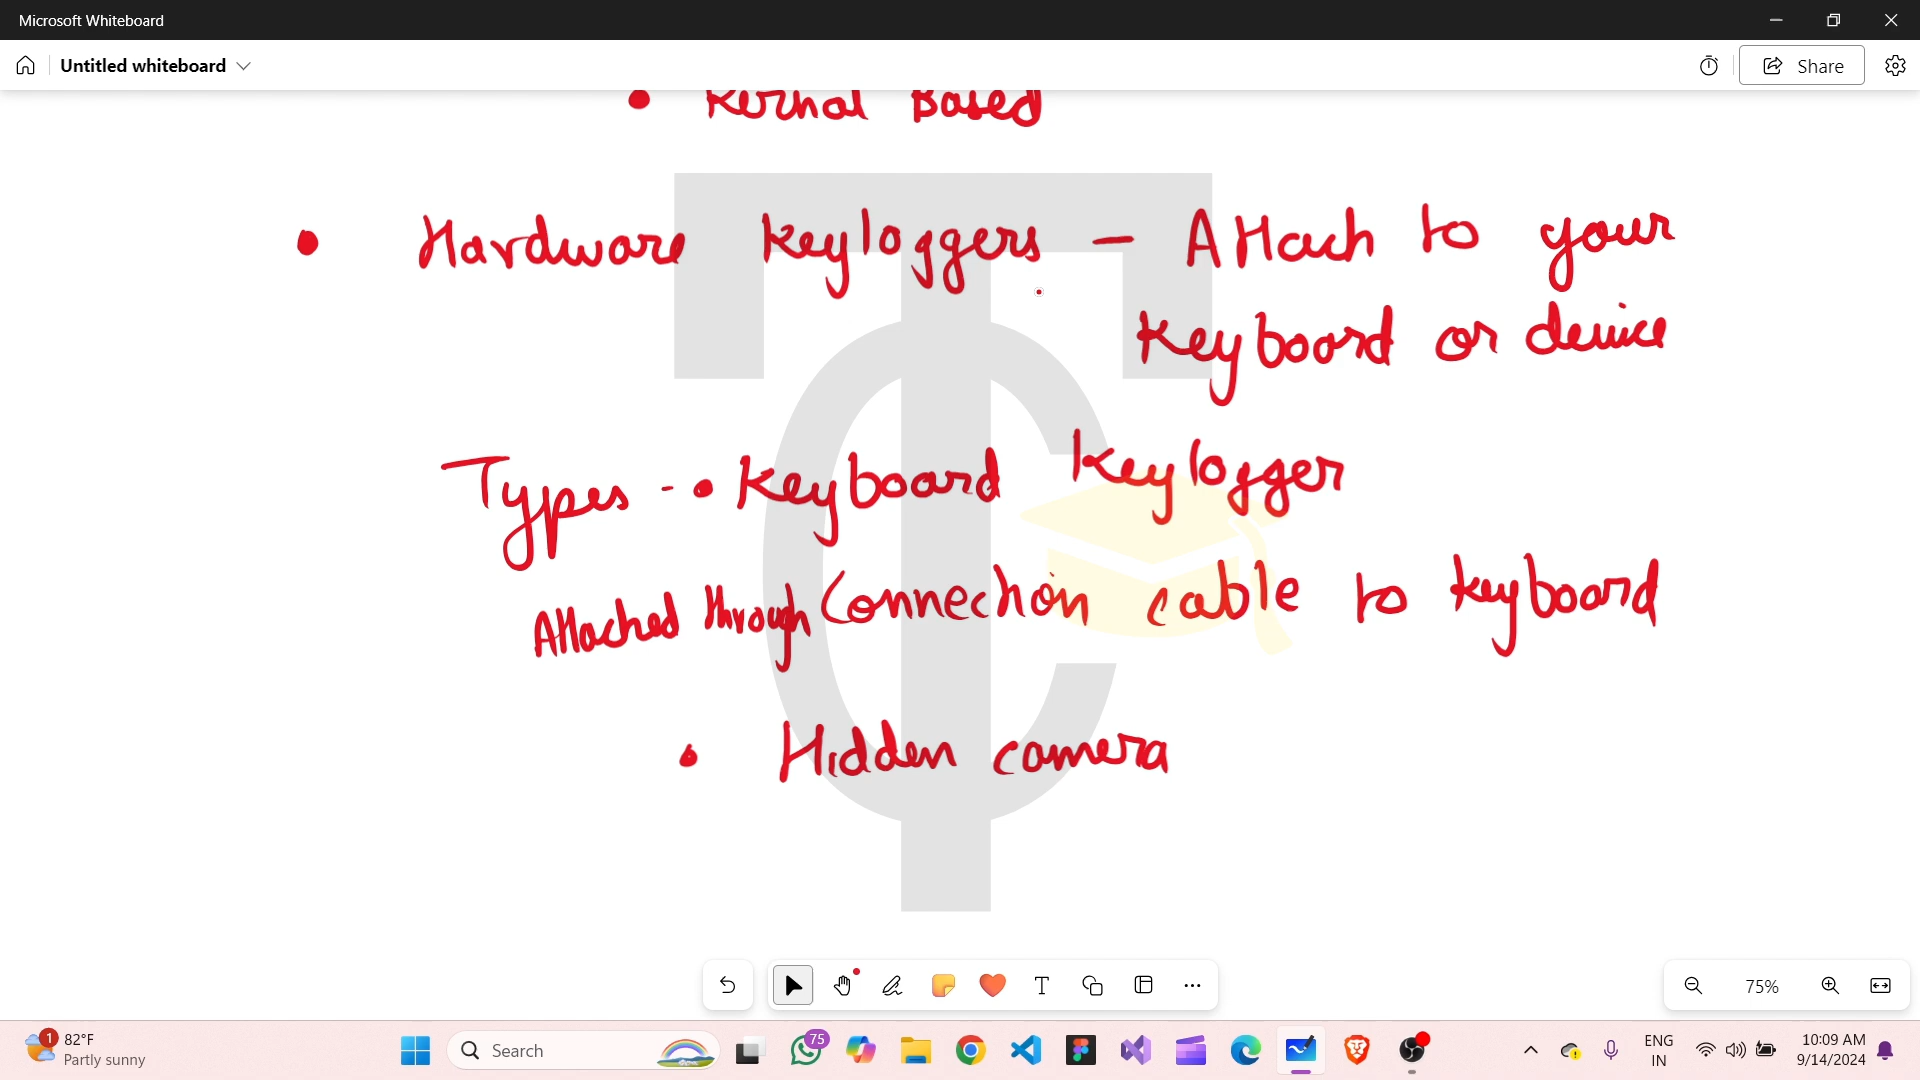 Microsoft Whiteboard
Untitled whiteboard
Share
• Kernal Based
• Hardware keyloggers – Attach to your
Keyboard or device
Types - • Keyboard Keylogger
Attached through Connection cable to keyboard
• Hidden camera
75%
1
82°F
Partly sunny
Search
75
ENG
IN
10:09 AM
9/14/2024